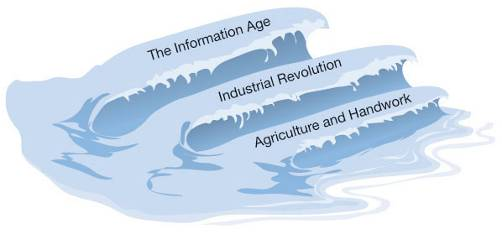 The Information Age
Industrial Revolution
Agriculture and Handwork